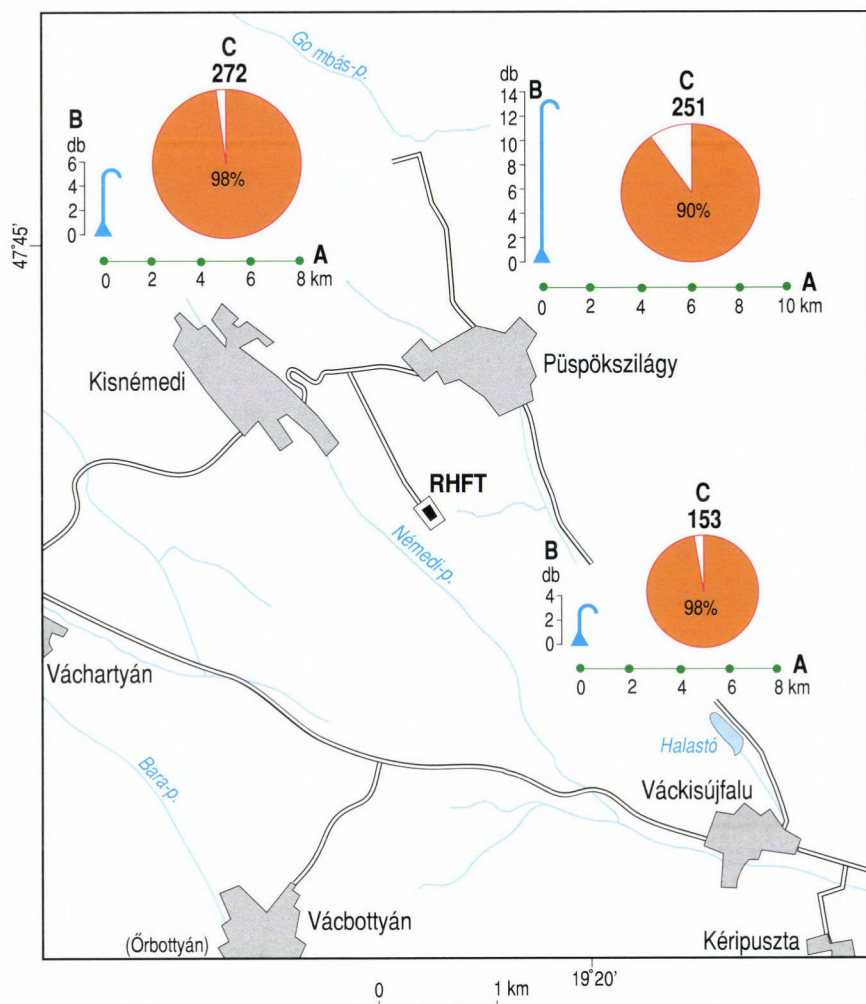 Gombás-p.
C
272
B
db
6
4
2
0
98%
A
0 2 4 6 8 km
C
251
db
B
14
12
10
8
6
4
2
0
90%
A
0 2 4 6 8 10 km
47°45'
Kisnémedi
Püspökszilágy
RHFT
Némedi-p.
C
153
B
db
4
2
0
98%
A
0 2 4 6 8 km
Váchartyán
Bara-p.
Halastó
Váckisújfalu
Vácbottyán
(Őrbottyán)
Kéripuszta
19°20'
0 1 km